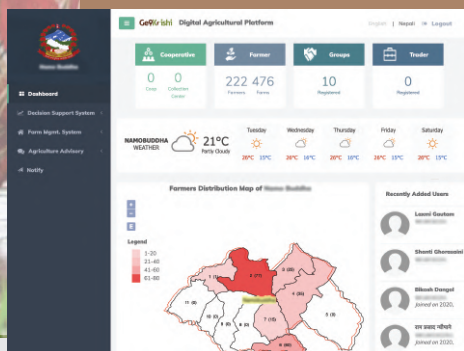 GeoKrishi Digital Agricultural Platform
English | Nepali Logout
Dashboard
Decision Support System
Farm Mgmt. System
Agriculture Advisory
Notify
Cooperative
0 0
Coop Collection
Center
Farmer
222 476
Farmers Farms
Groups
10
Registered
Trader
0
Registered
NAMOBUDDHA
WEATHER
21°C
Partly Cloudy
Tuesday
26°C 15°C
Wednesday
26°C 16°C
Thursday
26°C 16°C
Friday
26°C 15°C
Saturday
26°C 15°C
Farmers Distribution Map of
Legend
1-20
21-40
41-60
61-80
Namobuddha
Recently Added Users
Laxmi Gautam
Shanti Gherasaini
Bikash Dangol
Joined on 2020,
राम प्रसाद न्यौपाने
Joined on 2020,